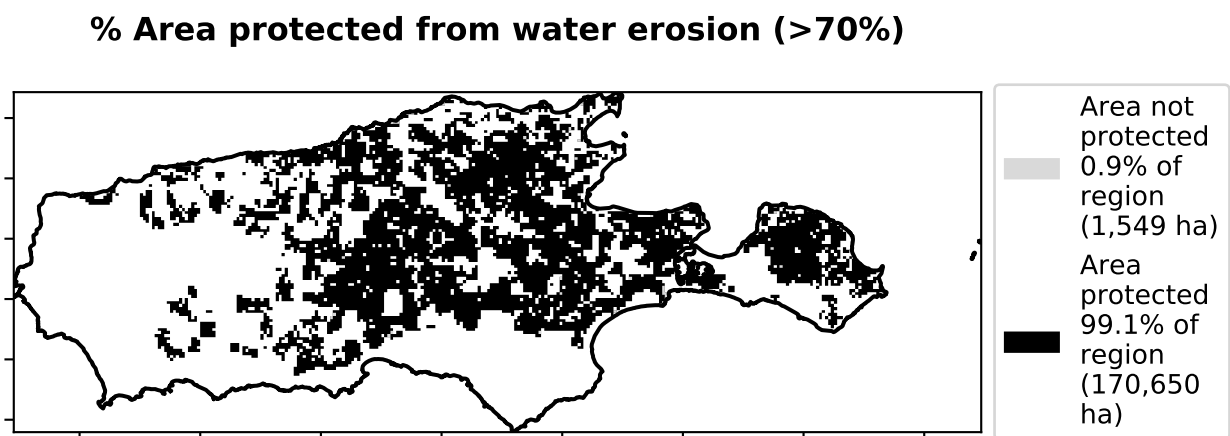 % Area protected from water erosion (>70%)
Area not
protected
0.9% of
region
(1,549 ha)
Area
protected
99.1% of
region
(170,650
ha)